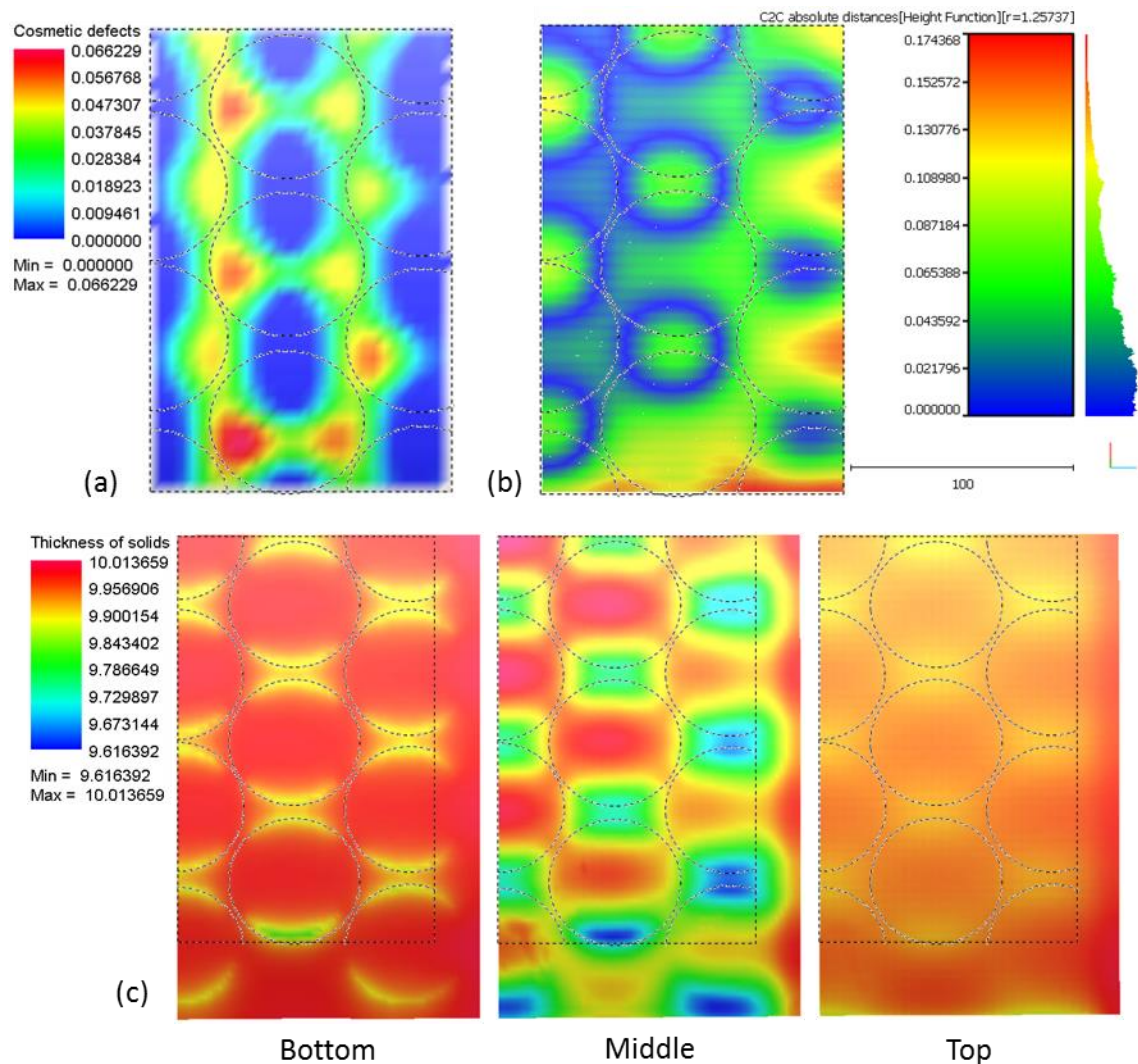 Cosmetic defects
0.066229
0.056768
0.047307
0.037845
0.028384
0.018923
0.009461
0.000000
Min = 0.000000
Max = 0.066229
(a)
C2C absolute distances[Height Function][r=1.25737]
0.174368
0.152572
0.130776
0.108980
0.087184
0.065388
0.043592
0.021796
0.000000
(b)
100
Thickness of solids
10.013659
9.956906
9.900154
9.843402
9.786649
9.729897
9.673144
9.616392
Min = 9.616392
Max = 10.013659
(c)
Bottom
Middle
Top